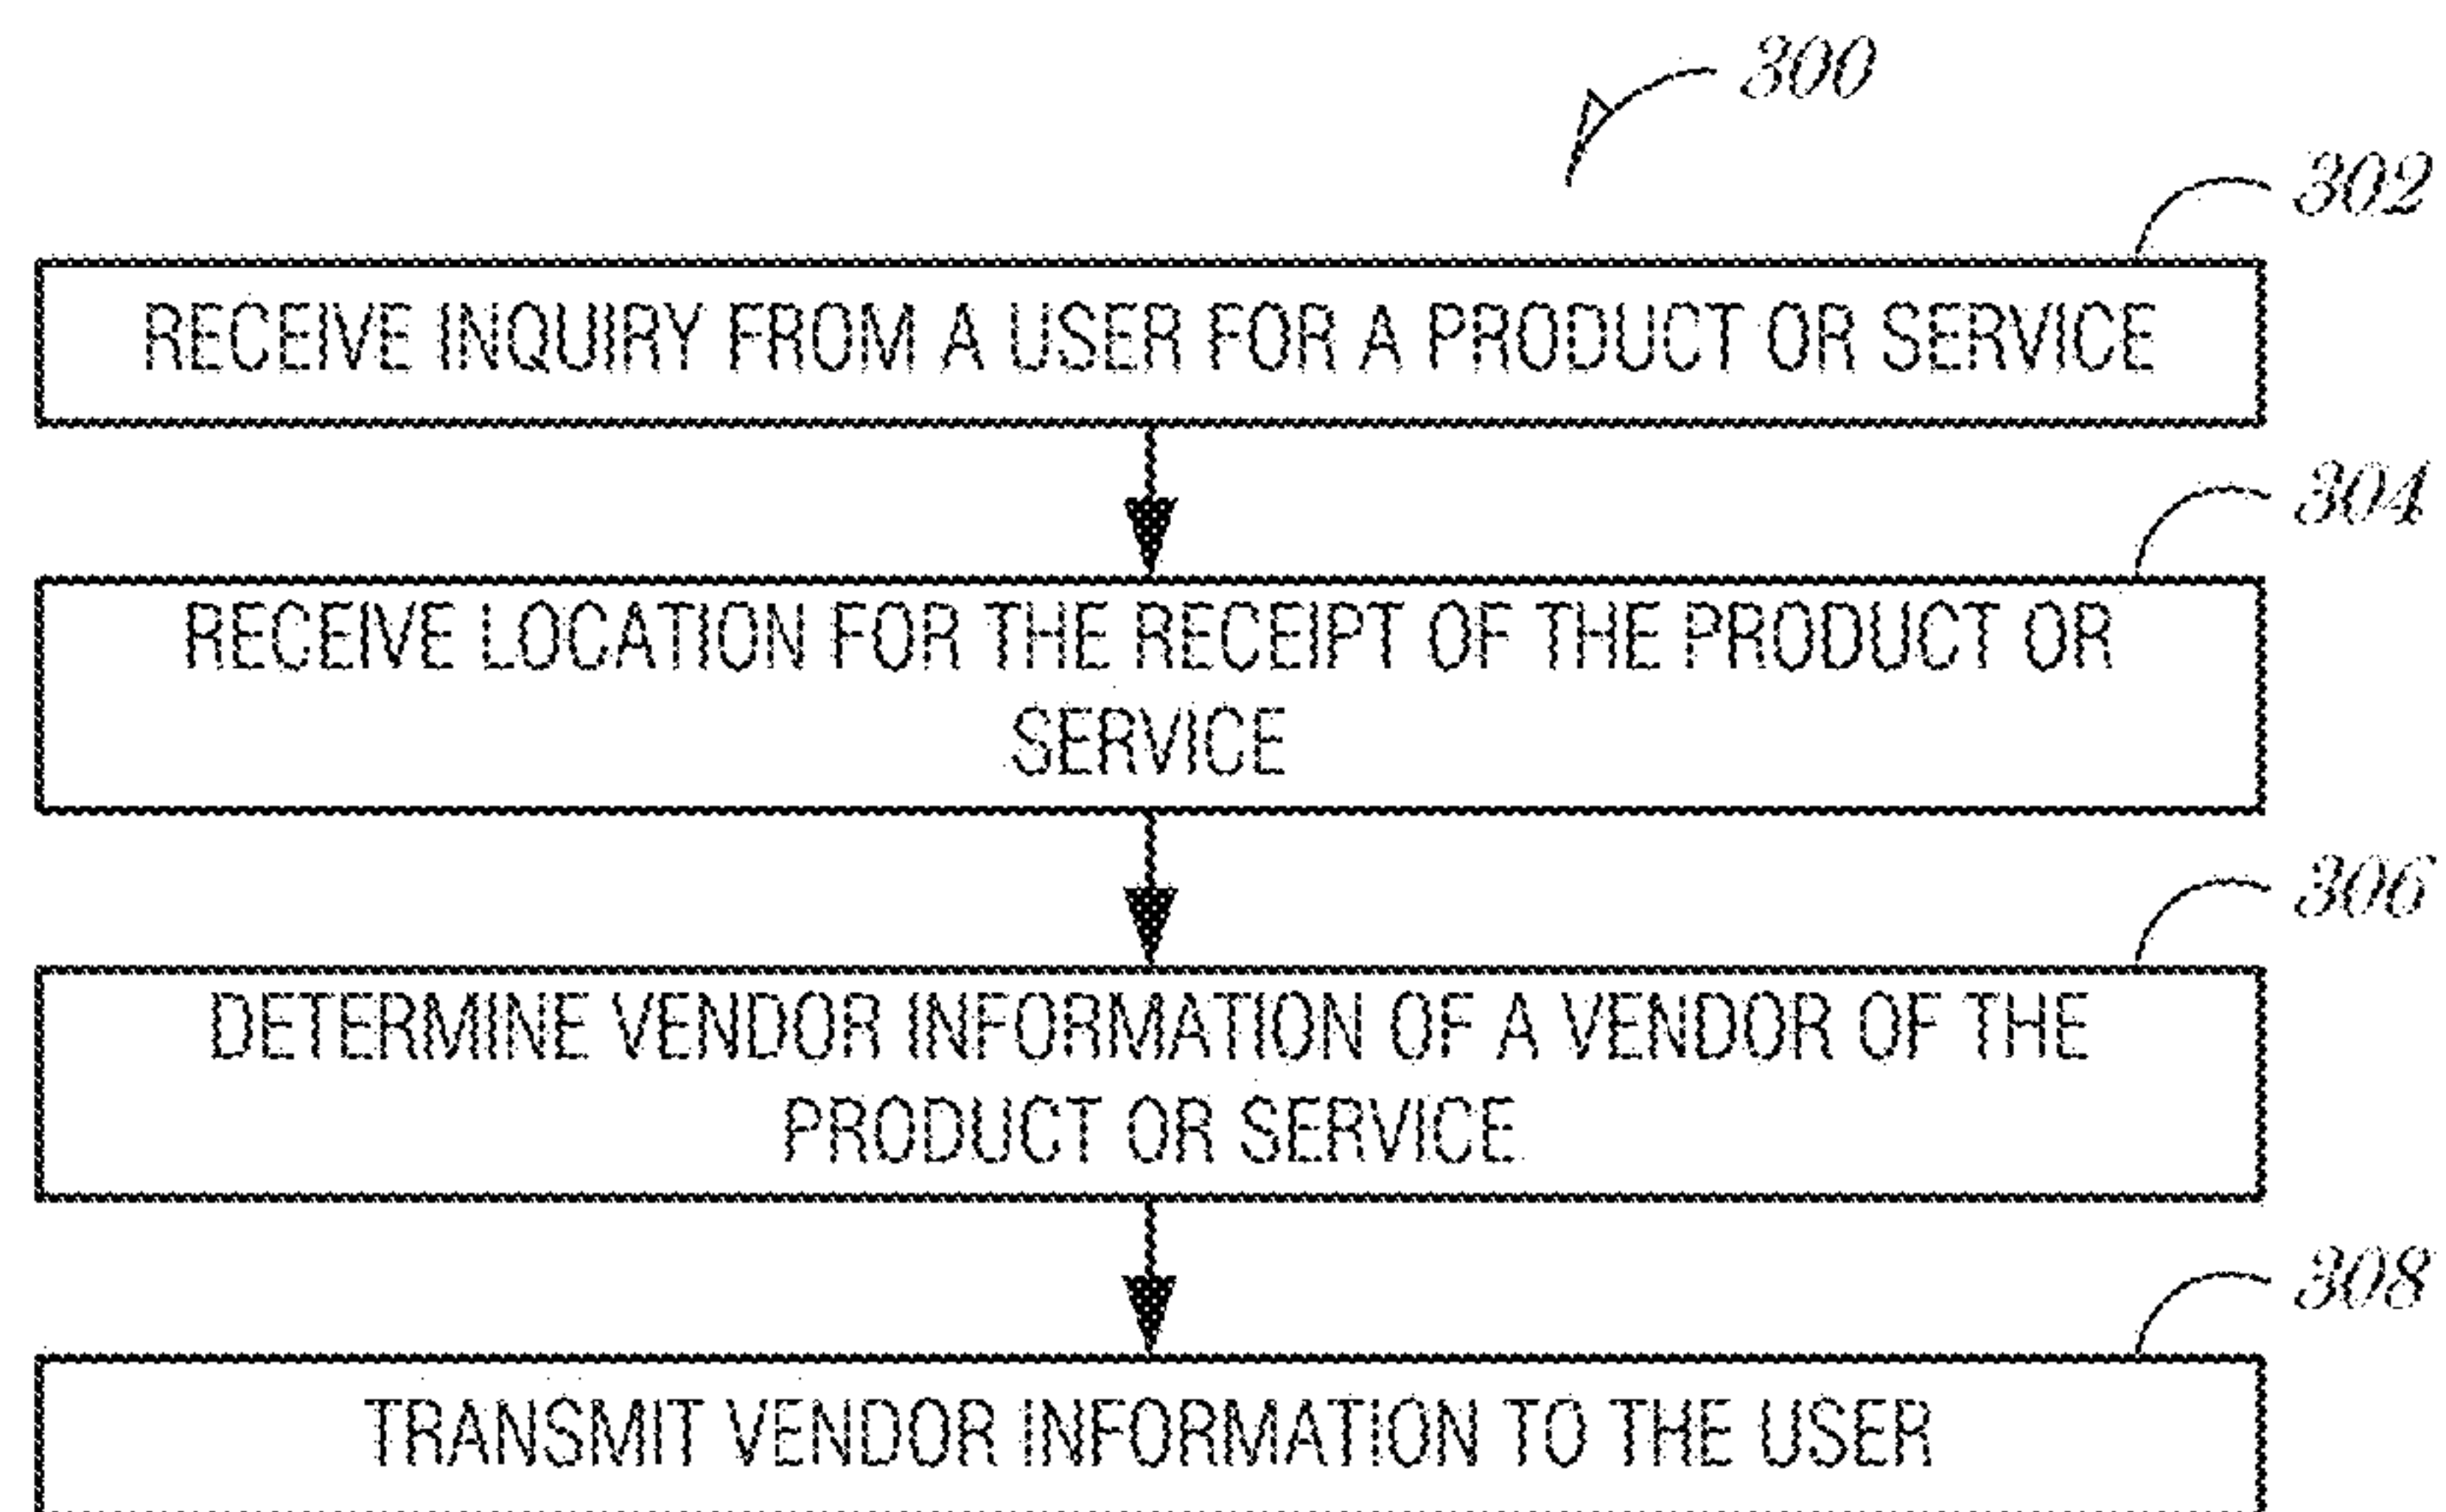 300
302
RECEIVE INQUIRY FROM A USER FOR A PRODUCT OR SERVICE
304
RECEIVE LOCATION FOR THE RECEIPT OF THE PRODUCT OR
SERVICE
306
DETERMINE VENDOR INFORMATION OF A VENDOR OF THE
PRODUCT OR SERVICE
308
TRANSMIT VENDOR INFORMATION TO THE USER